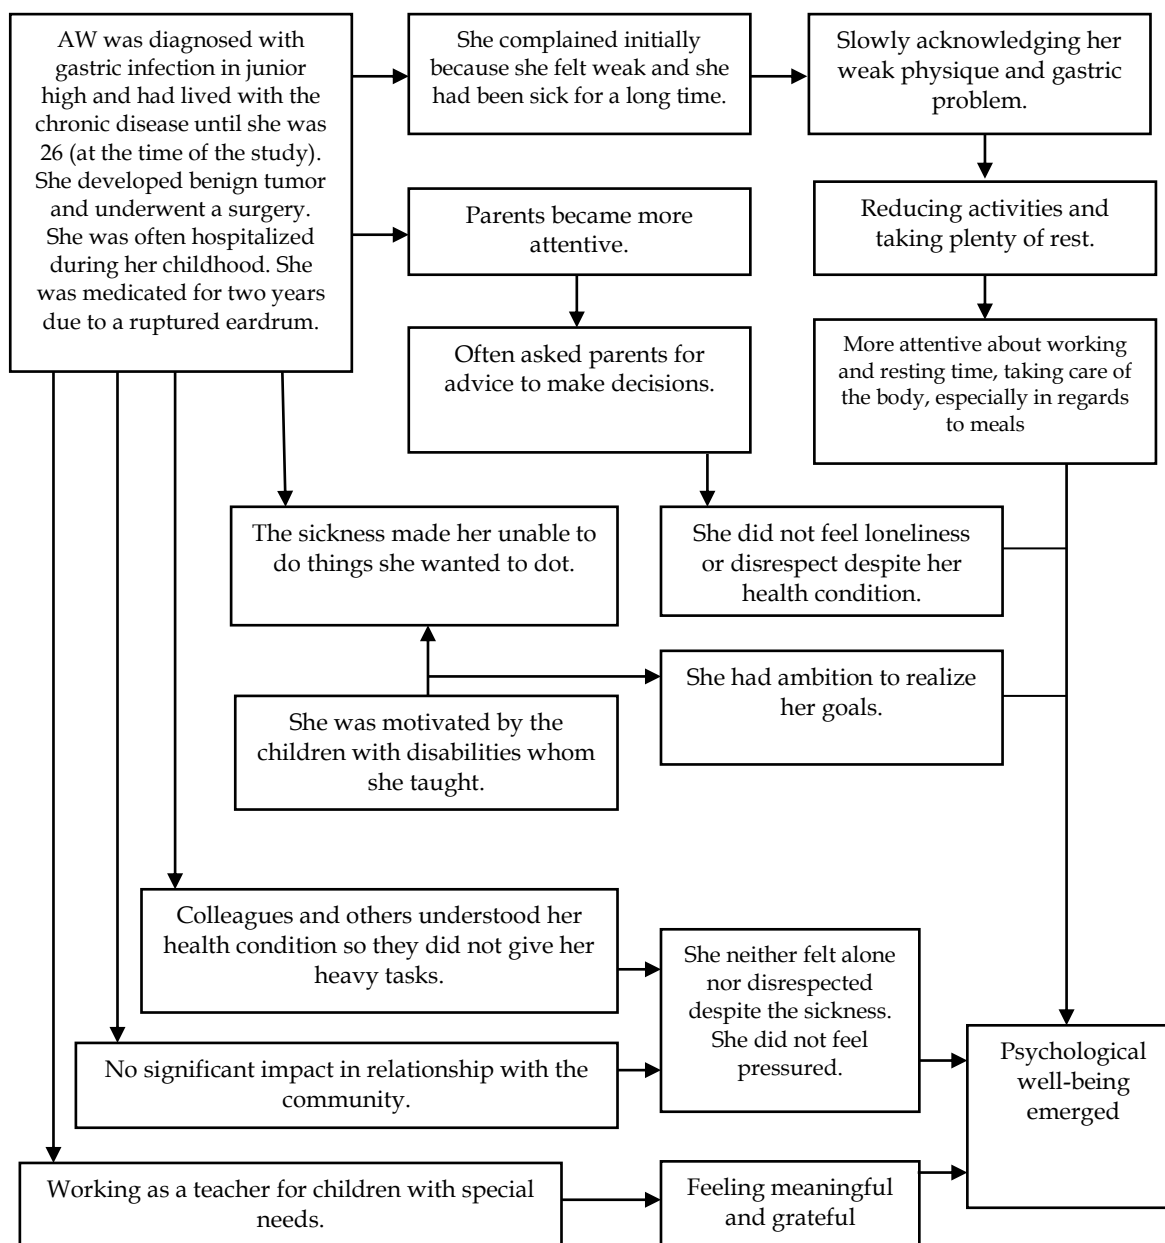 AW was diagnosed with
gastric infection in junior
high and had lived with the
chronic disease until she was
26 (at the time of the study).
She developed benign tumor
and underwent a surgery.
She was often hospitalized
during her childhood. She
was medicated for two years
due to a ruptured eardrum.
She complained initially
because she felt weak and she
had been sick for a long time.
Slowly acknowledging her
weak physique and gastric
problem.
Parents became more
attentive.
Reducing activities and
taking plenty of rest.
Often asked parents for
advice to make decisions.
More attentive about working
and resting time, taking care of
the body, especially in regards
to meals
The sickness made her unable to
do things she wanted to dot.
She did not feel loneliness
or disrespect despite her
health condition.
She was motivated by the
children with disabilities whom
she taught.
She had ambition to realize
her goals.
Colleagues and others understood her
health condition so they did not give her
heavy tasks.
She neither felt alone
nor disrespected
despite the sickness.
She did not feel
pressured.
No significant impact in relationship with the
community.
Psychological
well-being
emerged
Working as a teacher for children with special
needs.
Feeling meaningful
and grateful